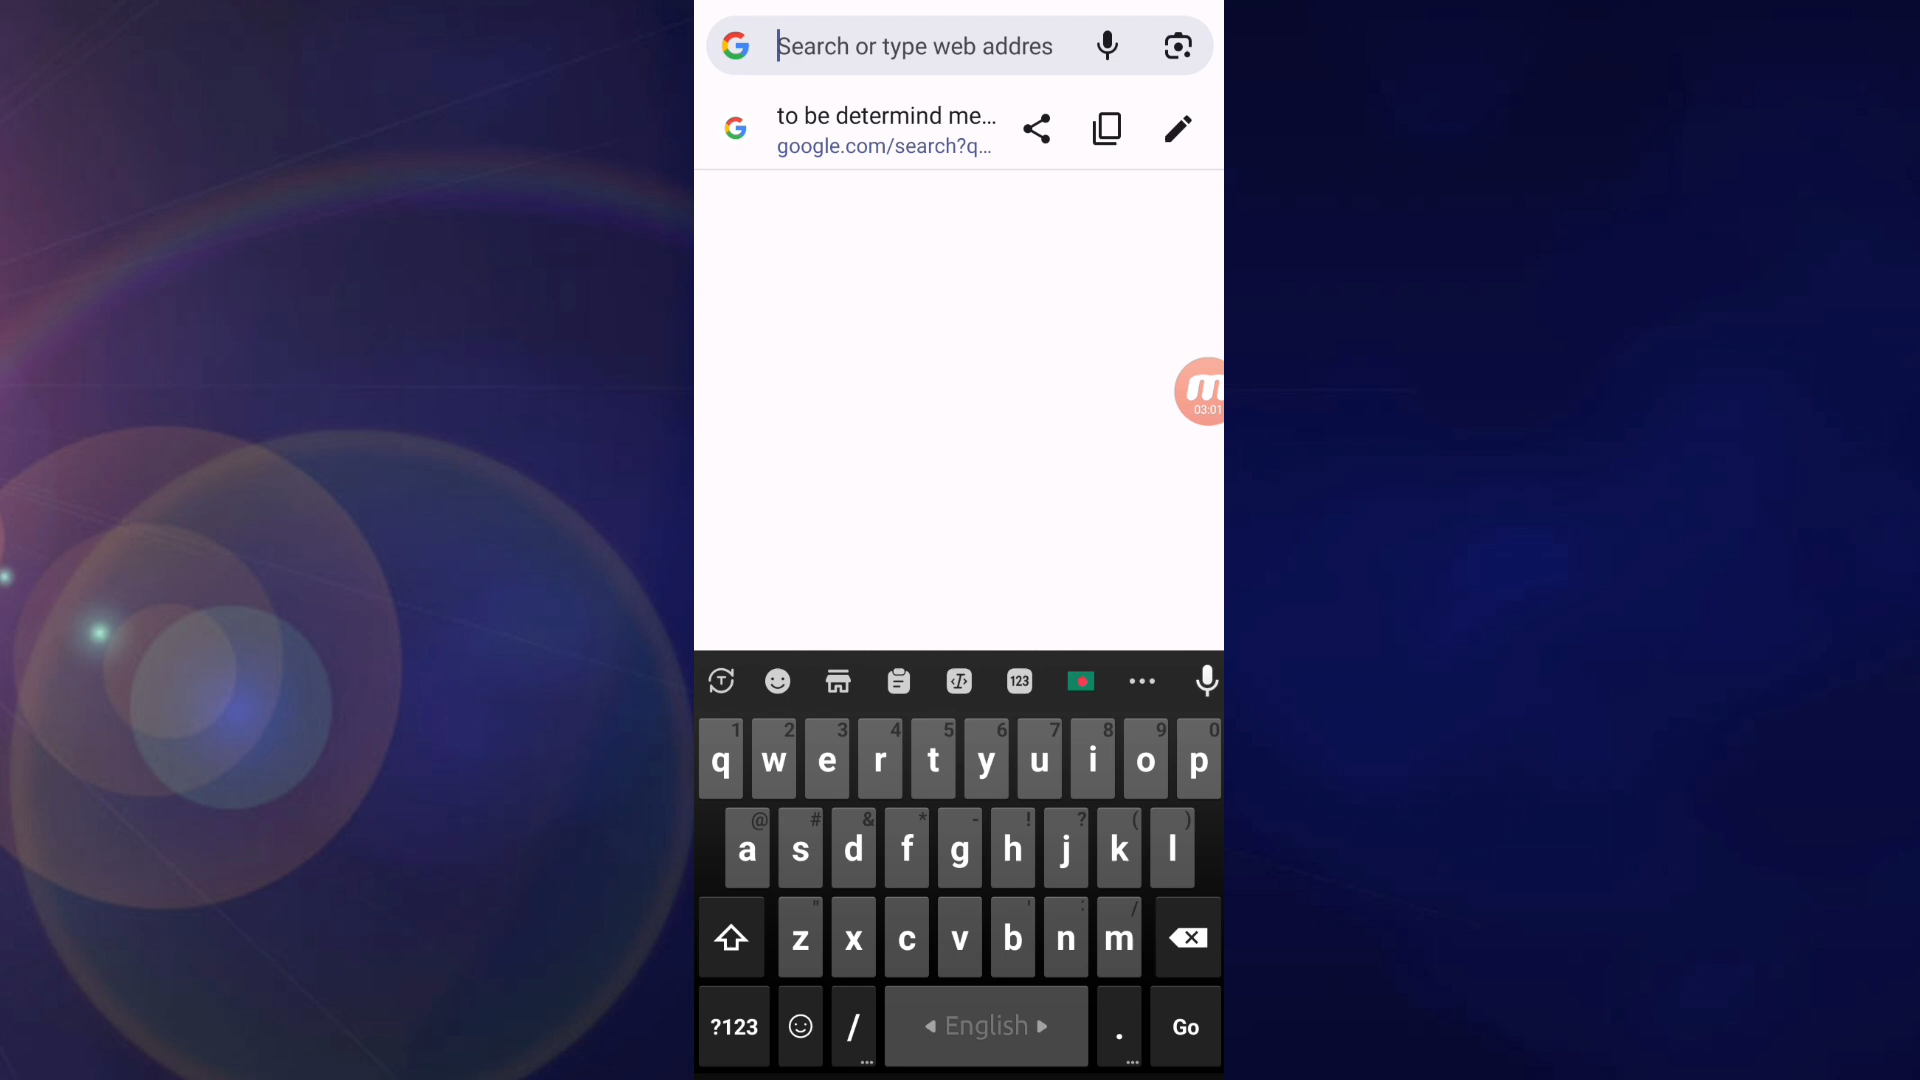 Search or type web addres
to be determind me...
google.com/search?q...
m
03:01
T 123
1 2 3 4 5 6 7 8 9 0
q w e r t y u i o p
@ # & * - ! ? ( )
a s d f g h j k l
" ' : /
z x c v b n m
?123 / English . Go